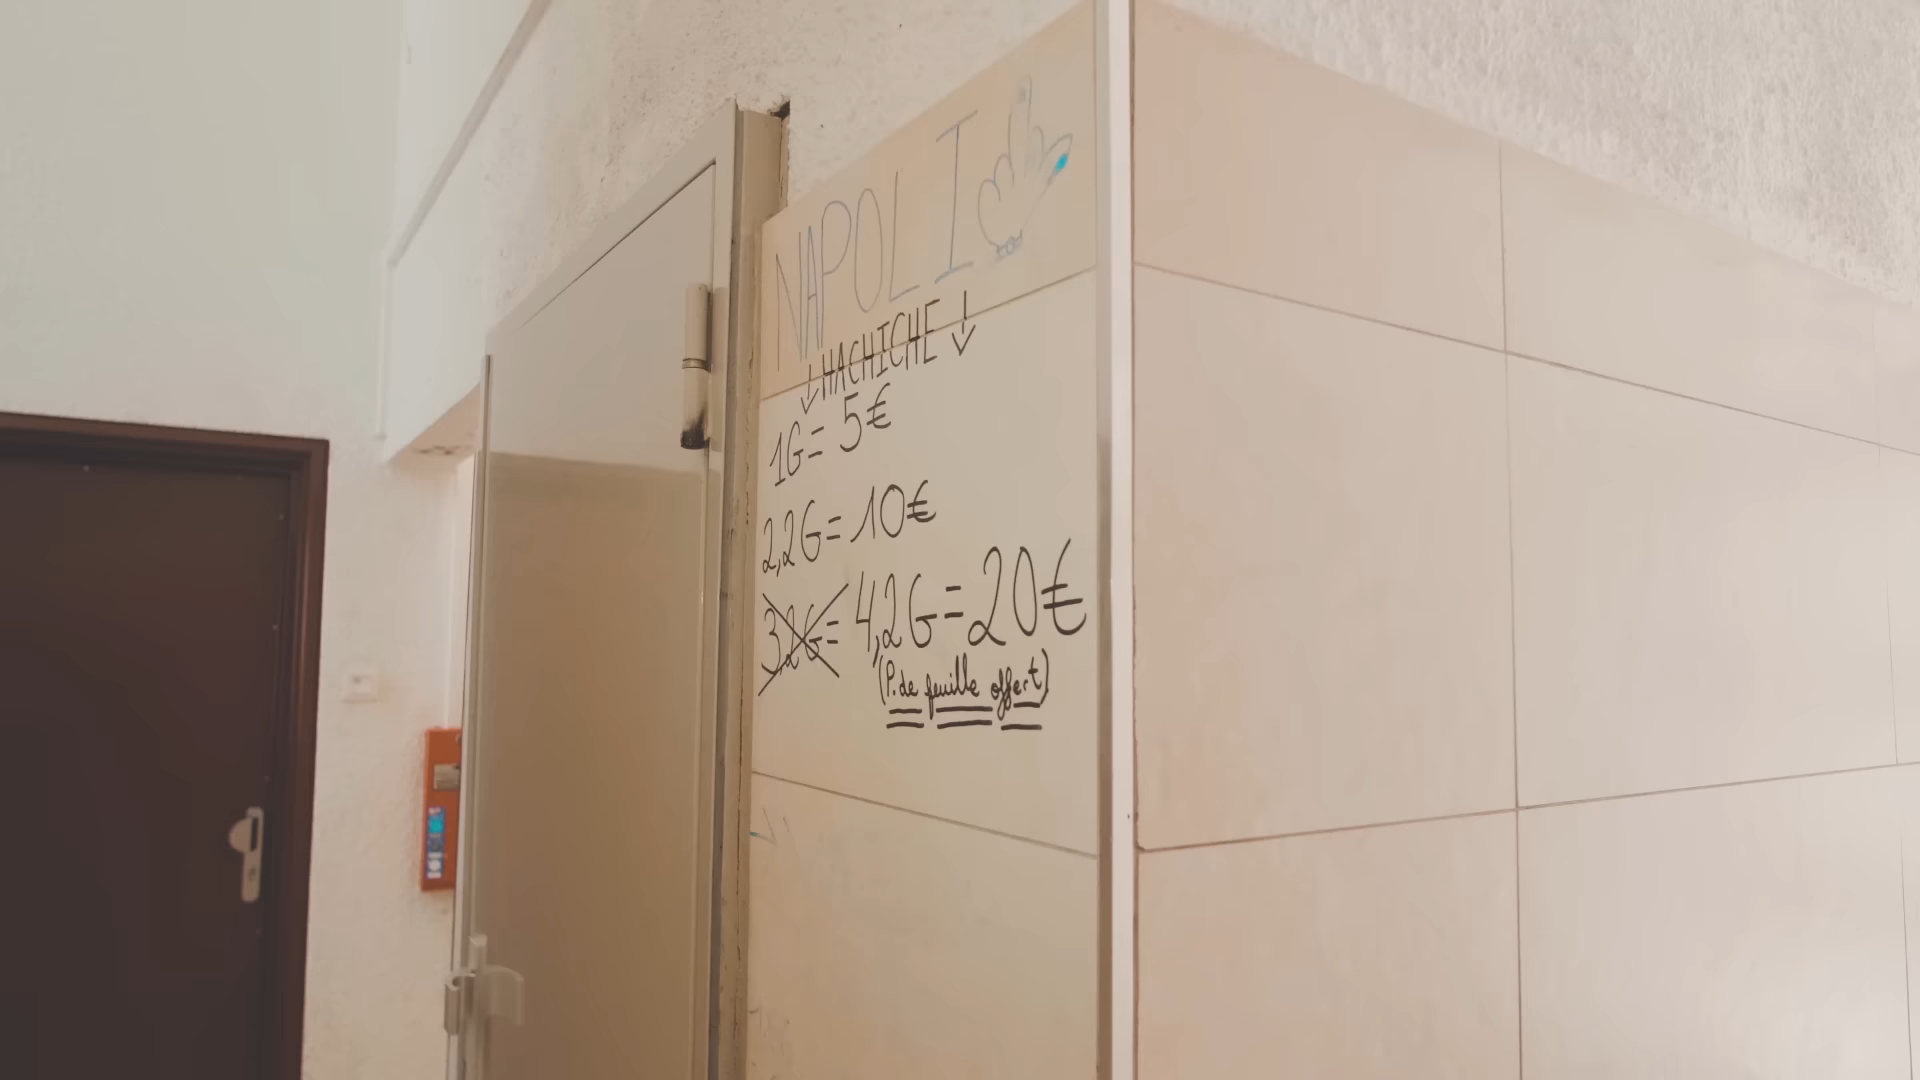 NAPOLI
↓ HACHICHE ↓
1G = 5€
2,2G = 10€
3,2G = 4,2G = 20€
(P. de feuille offert)